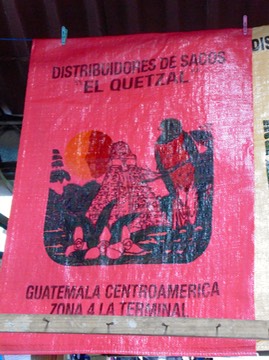 DISTRIBUIDORES DE SACOS
"EL QUETZAL"
GUATEMALA CENTROAMERICA
ZONA 4 LA TERMINAL